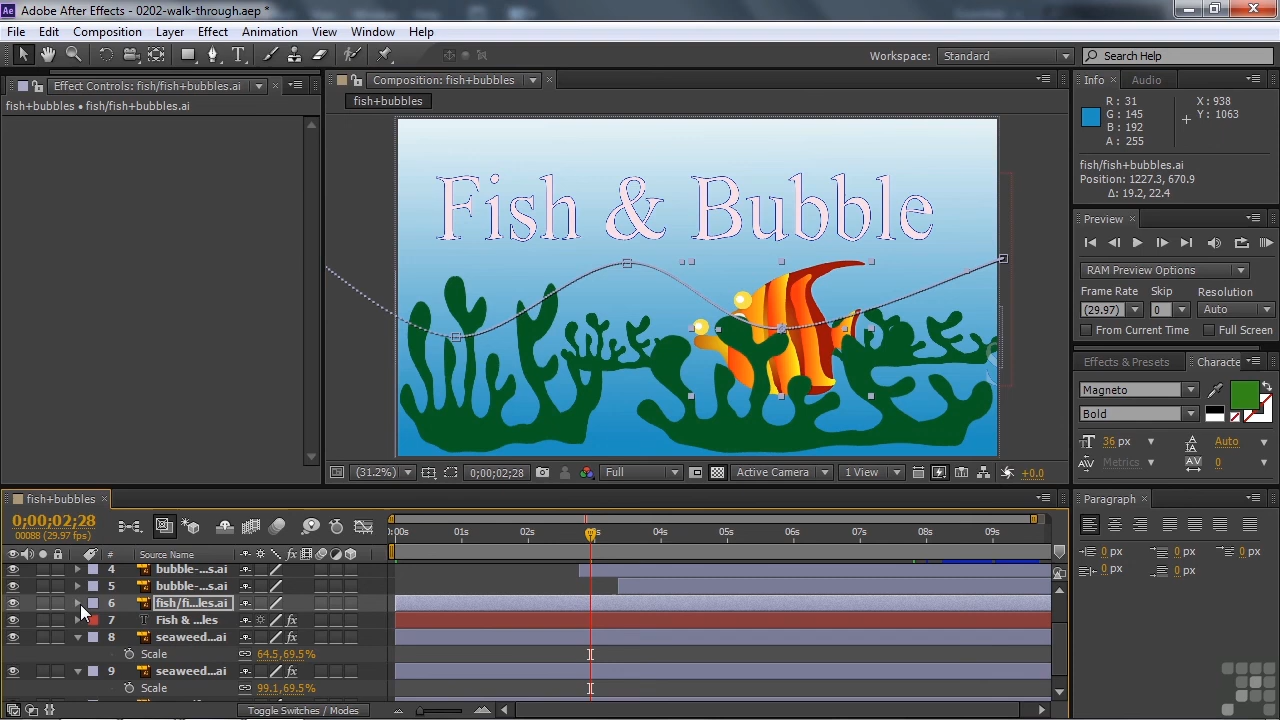 Adobe After Effects - 0202-walk-through.aep *
File Edit Composition Layer Effect Animation View Window Help
Workspace: Standard
Search Help
Effect Controls: fish/fish+bubbles.ai
fish+bubbles • fish/fish+bubbles.ai
Composition: fish+bubbles
fish+bubbles
Fish & Bubble
(31.2%) 0;00;02;28 Full Active Camera 1 View +0.0
Info Audio
R: 31
G: 145
B: 192
A: 255
X: 938
Y: 1063
fish/fish+bubbles.ai
Position: 1227.3, 670.9
Δ: 19.2, 22.4
Preview
RAM Preview Options
Frame Rate Skip Resolution
(29.97) 0 Auto
From Current Time Full Screen
Effects & Presets Characte
Magneto
Bold
36 px Auto
Metrics 0
Paragraph
0 px 0 px 0 px
0 px 0 px
fish+bubbles
0;00;02;28
00088 (29.97 fps)
# Source Name
:00s 01s 02s 3s 04s 05s 06s 07s 08s 09s
4 bubble-...s.ai
5 bubble-...s.ai
6 fish/fi...les.ai
7 Fish & ...les
8 seaweed...ai
Scale 64.5,69.5%
9 seaweed...ai
Scale 99.1,69.5%
Toggle Switches / Modes